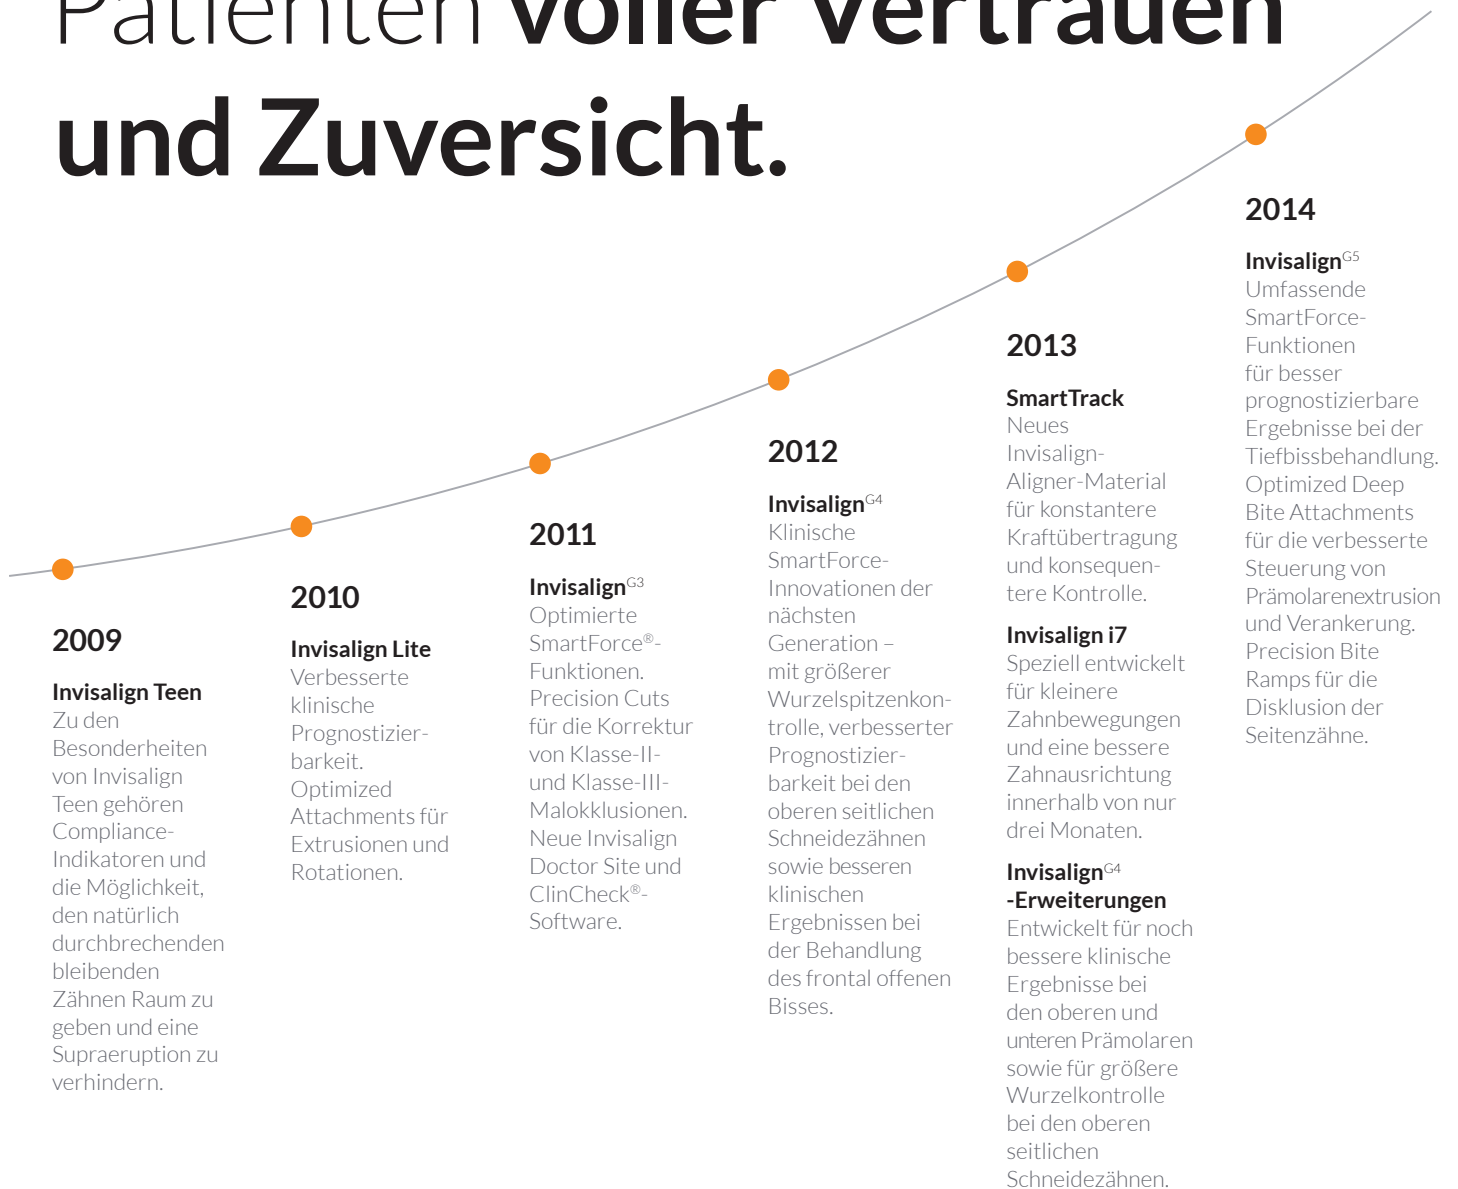 Patienten voller Vertrauen
und Zuversicht.
2009
Invisalign Teen
Zu den
Besonderheiten
von Invisalign
Teen gehören
Compliance-
Indikatoren und
die Möglichkeit,
den natürlich
durchbrechenden
bleibenden
Zähnen Raum zu
geben und eine
Supraeruption zu
verhindern.
2010
Invisalign Lite
Verbesserte
klinische
Prognostizier-
barkeit.
Optimized
Attachments für
Extrusionen und
Rotationen.
2011
Invisalign G3
Optimierte
SmartForce®-
Funktionen.
Precision Cuts
für die Korrektur
von Klasse-II-
und Klasse-III-
Malokklusionen.
Neue Invisalign
Doctor Site und
ClinCheck®-
Software.
2012
Invisalign G4
Klinische
SmartForce-
Innovationen der
nächsten
Generation –
mit größerer
Wurzelspitzenkon-
trolle, verbesserter
Prognostizier-
barkeit bei den
oberen seitlichen
Schneidezähnen
sowie besseren
klinischen
Ergebnissen bei
der Behandlung
des frontal offenen
Bisses.
2013
SmartTrack
Neues
Invisalign-
Aligner-Material
für konstantere
Kraftübertragung
und konsequen-
tere Kontrolle.
Invisalign i7
Speziell entwickelt
für kleinere
Zahnbewegungen
und eine bessere
Zahnausrichtung
innerhalb von nur
drei Monaten.
Invisalign G4
-Erweiterungen
Entwickelt für noch
bessere klinische
Ergebnisse bei
den oberen und
unteren Prämolaren
sowie für größere
Wurzelkontrolle
bei den oberen
seitlichen
Schneidezähnen.
2014
Invisalign G5
Umfassende
SmartForce-
Funktionen
für besser
prognostizierbare
Ergebnisse bei der
Tiefbissbehandlung.
Optimized Deep
Bite Attachments
für die verbesserte
Steuerung von
Prämolarenextrusion
und Verankerung.
Precision Bite
Ramps für die
Disklusion der
Seitenzähne.